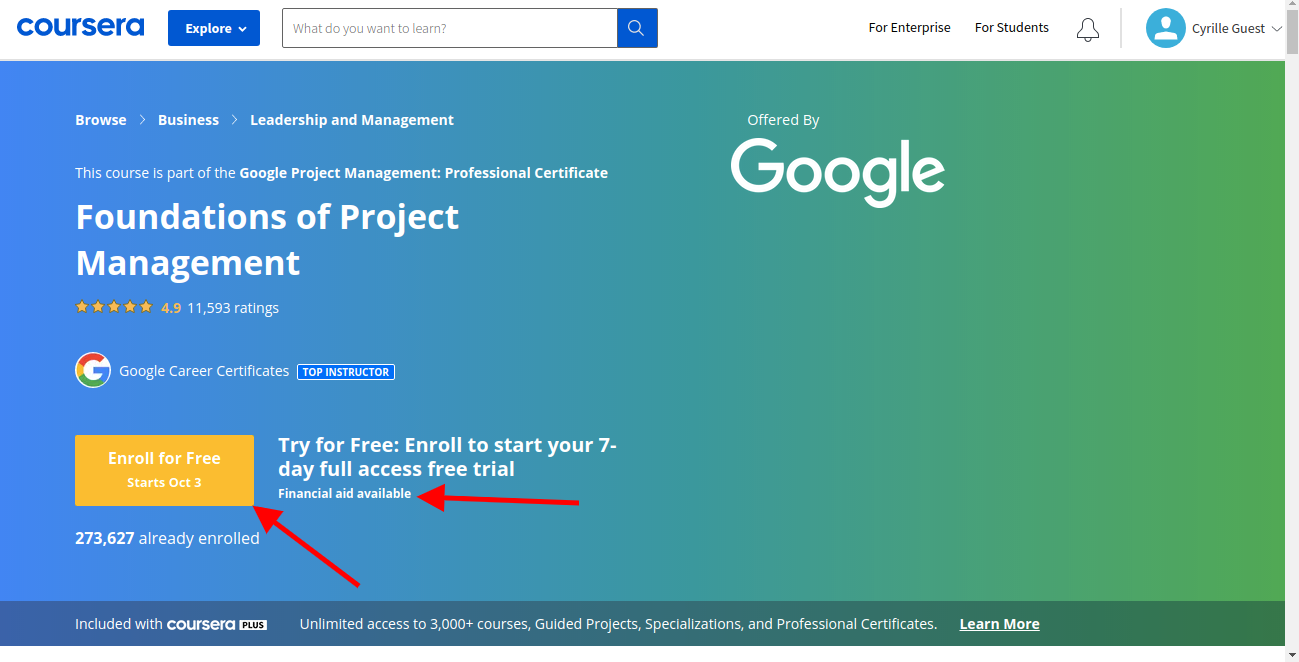 coursera Explore What do you want to learn? For Enterprise For Students Cyrille Guest
Browse Business Leadership and Management
Offered By
Google
This course is part of the Google Project Management: Professional Certificate
Foundations of Project
Management
4.9 11,593 ratings
Google Career Certificates TOP INSTRUCTOR
Enroll for Free
Starts Oct 3
Try for Free: Enroll to start your 7-
day full access free trial
Financial aid available
273,627 already enrolled
Included with coursera PLUS Unlimited access to 3,000+ courses, Guided Projects, Specializations, and Professional Certificates. Learn More